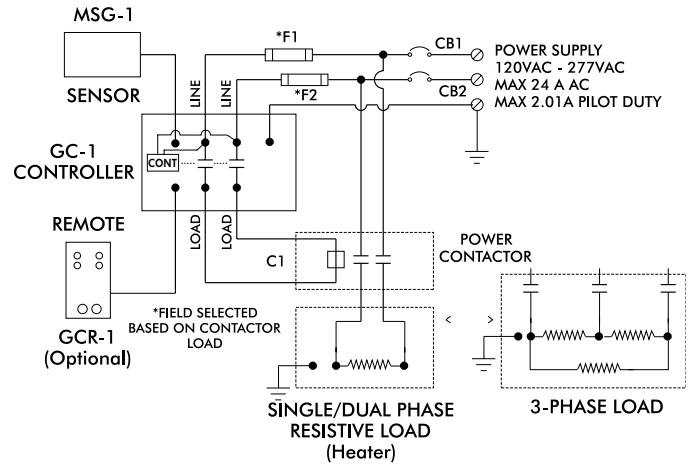 MSG-1
SENSOR
*F1
*F2
CB1
CB2
POWER SUPPLY
120VAC - 277VAC
MAX 24 A AC
MAX 2.01A PILOT DUTY
LINE
LINE
GC-1
CONTROLLER
CONT
LOAD
LOAD
REMOTE
GCR-1
(Optional)
*FIELD SELECTED
BASED ON CONTACTOR
LOAD
C1
POWER
CONTACTOR
< >
SINGLE/DUAL PHASE
RESISTIVE LOAD
(Heater)
3-PHASE LOAD